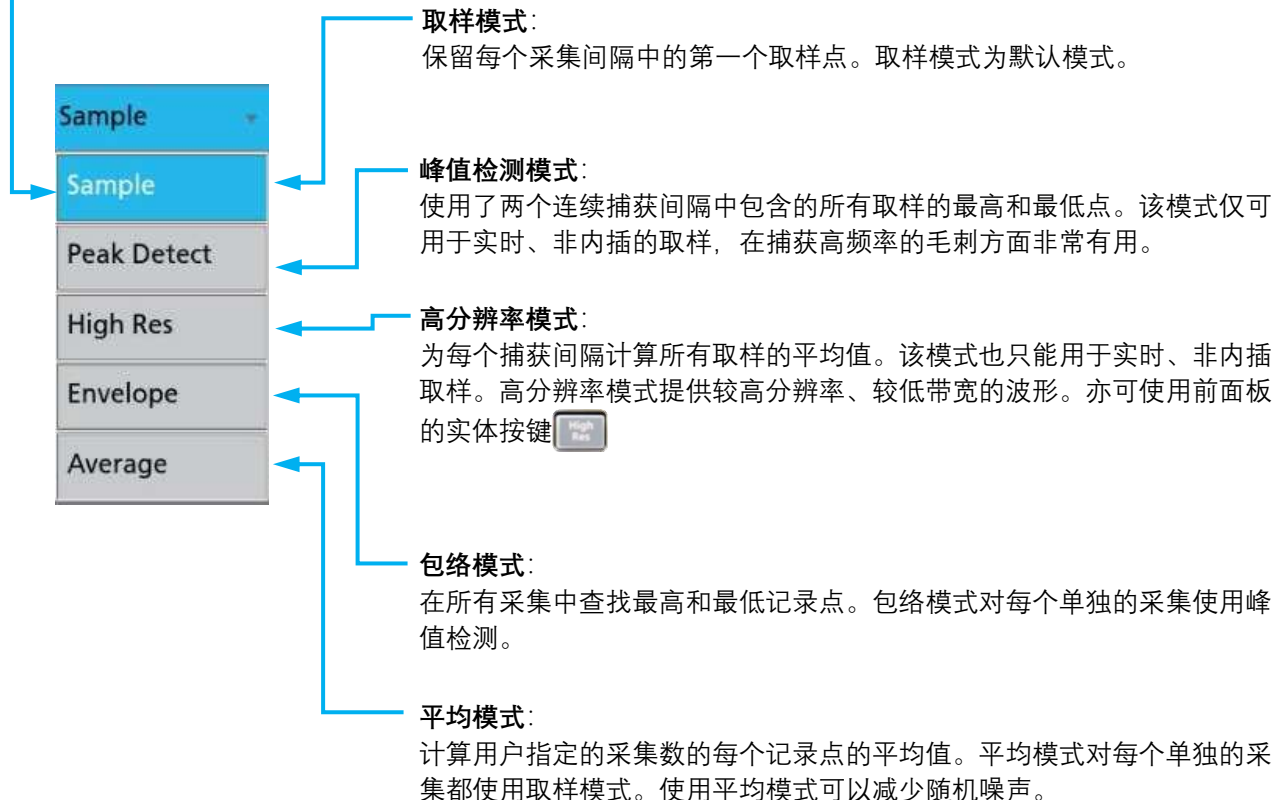 取样模式:
保留每个采集间隔中的第一个取样点。取样模式为默认模式。
Sample
Sample
峰值检测模式:
使用了两个连续捕获间隔中包含的所有取样的最高和最低点。该模式仅可
用于实时、非内插的取样，在捕获高频率的毛刺方面非常有用。
Peak Detect
高分辨率模式:
High Res
为每个捕获间隔计算所有取样的平均值。该模式也只能用于实时、非内插
取样。高分辨率模式提供较高分辨率、较低带宽的波形。亦可使用前面板
的实体按键 High
Res
Envelope
Average
包络模式:
在所有采集中查找最高和最低记录点。包络模式对每个单独的采集使用峰
值检测。
平均模式:
计算用户指定的采集数的每个记录点的平均值。平均模式对每个单独的采
集都使用取样模式。使用平均模式可以减少随机噪声。